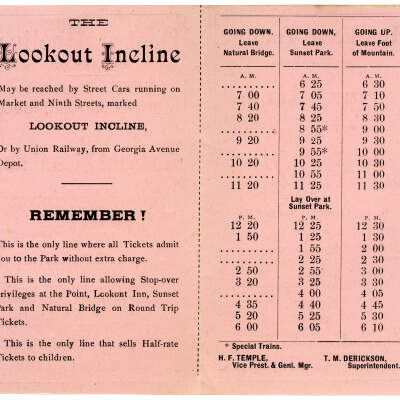 THE
Lookout Incline
May be reached by Street Cars running on
Market and Ninth Streets, marked
LOOKOUT INCLINE,
Or by Union Railway, from Georgia Avenue
Depot.
REMEMBER!
This is the only line where all Tickets admit
you to the Park without extra charge.
This is the only line allowing Stop-over
Privileges at the Point, Lookout Inn, Sunset
Park and Natural Bridge on Round Trip
Tickets.
This is the only line that sells Half-rate
Tickets to children.
GOING DOWN, GOING DOWN, GOING UP.
Leave Leave Leave Foot
Natural Bridge. Sunset Park. of Mountain.
A. M. A. M. A. M.
.......... 6 25 6 30
7 00 7 05 7 10
7 40 7 45 7 50
8 20 8 25 8 30
.......... 8 55* 9 00
9 20 9 25 9 30
.......... 9 55* 10 00
10 20 10 25 10 30
.......... 10 55 11 00
11 20 11 25 11 30
Lay Over at
Sunset Park.
P. M. P. M. P. M.
12 20 12 25 12 30
1 50 1 25 1 30
.......... 1 55 2 00
.......... 2 25 2 30
2 50 2 55 3 00
3 20 3 25 3 30
.......... 4 00 4 05
4 35 4 40 4 45
5 20 5 25 5 30
6 00 6 05 6 10
* Special Trains.
H. F. TEMPLE, T. M. DERICKSON,
Vice Prest. & Genl. Mgr. Superintendent.